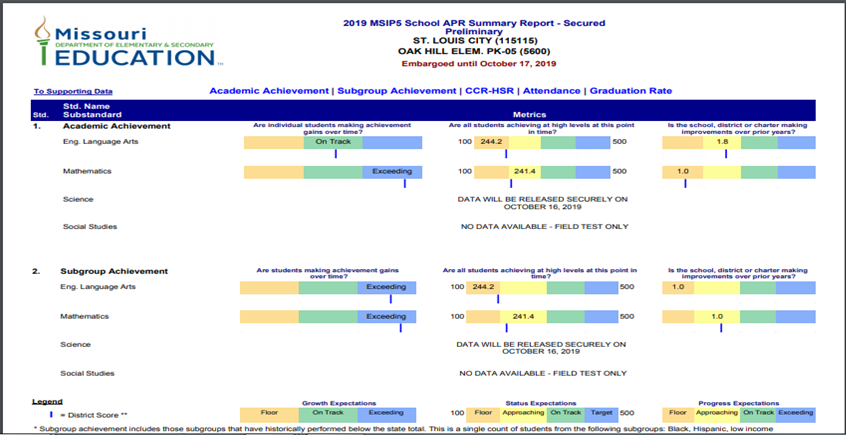 2019 MSIP5 School APR Summary Report - Secured
Preliminary
ST. LOUIS CITY (115115)
OAK HILL ELEM. PK-05 (5600)
Embargoed until October 17, 2019
Missouri
DEPARTMENT OF ELEMENTARY & SECONDARY
EDUCATION
To Supporting Data
Academic Achievement | Subgroup Achievement | CCR-HSR | Attendance | Graduation Rate
Std. Name
Std. Substandard Metrics
1. Academic Achievement
Are individual students making achievement
gains over time?
Are all students achieving at high levels at this point
in time?
Is the school, district or charter making
improvements over prior years?
Eng. Language Arts On Track 100 244.2 500 1.8
Mathematics Exceeding 100 241.4 500 1.0
Science DATA WILL BE RELEASED SECURELY ON
OCTOBER 16, 2019
Social Studies NO DATA AVAILABLE - FIELD TEST ONLY
2. Subgroup Achievement
Are students making achievement gains
over time?
Are all students achieving at high levels at this point in
time?
Is the school, district or charter making
improvements over prior years?
Eng. Language Arts Exceeding 100 244.2 500 1.0
Mathematics Exceeding 100 241.4 500 1.0
Science DATA WILL BE RELEASED SECURELY ON
OCTOBER 16, 2019
Social Studies NO DATA AVAILABLE - FIELD TEST ONLY
Legend Growth Expectations Status Expectations Progress Expectations
= District Score ** Floor On Track Exceeding 100 Floor Approaching On Track Target 500 Floor Approaching On Track Exceeding
* Subgroup achievement includes those subgroups that have historically performed below the state total. This is a single count of students from the following subgroups: Black, Hispanic, low income